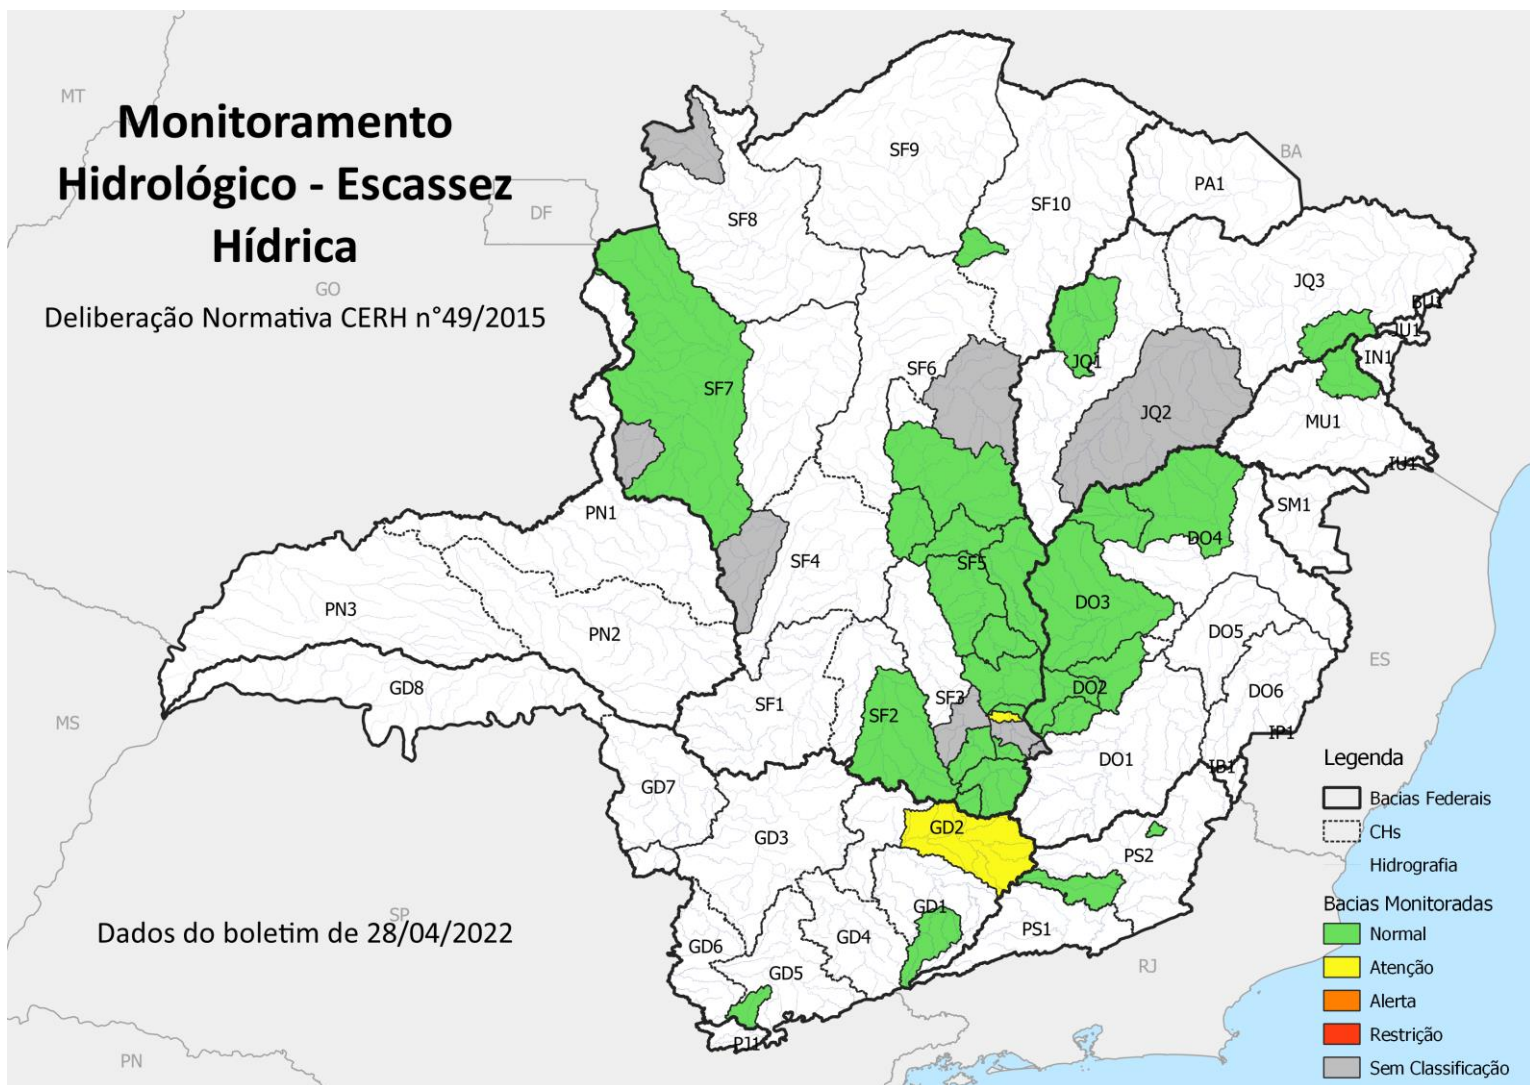 Monitoramento
Hidrológico - Escassez
Hídrica
Deliberação Normativa CERH n°49/2015
Dados do boletim de 28/04/2022
MT
DF
GO
BA
MS
ES
SP
RJ
PN
SF9
PA1
SF10
SF8
JQ3
BU1
JU1
IN1
SF6
JQ1
SF7
JQ2
MU1
IU1
SM1
PN1
DO4
SF4
SF5
DO3
PN3
PN2
DO5
GD8
DO2
DO6
SF1
SF3
SF2
IP1
DO1
IB1
GD7
GD3
GD2
PS2
GD1
PS1
GD6
GD4
GD5
PJ1
Legenda
Bacias Federais
CHs
Hidrografia
Bacias Monitoradas
Normal
Atenção
Alerta
Restrição
Sem Classificação